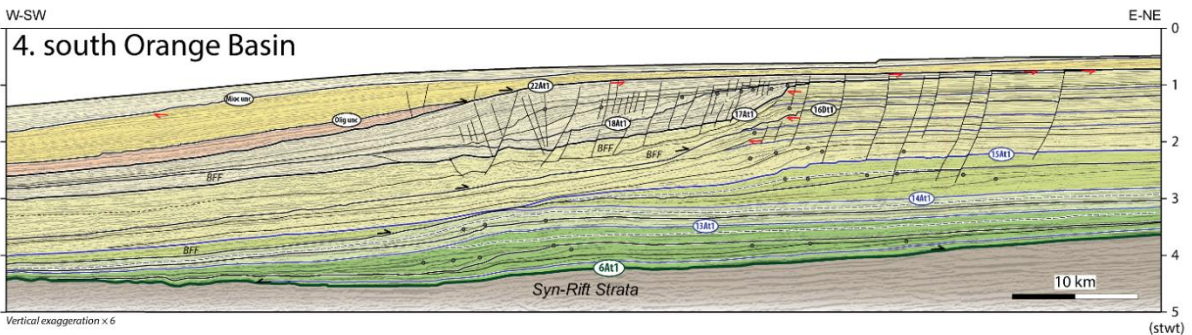 W-SW
E-NE
4. south Orange Basin
0
1
2
3
4
5
(stwt)
Mioc unc
Olig unc
22At1
18At1
17At1
16Dt1
15At1
14At1
13At1
6At1
BFF
BFF
BFF
BFF
Syn-Rift Strata
10 km
Vertical exaggeration × 6